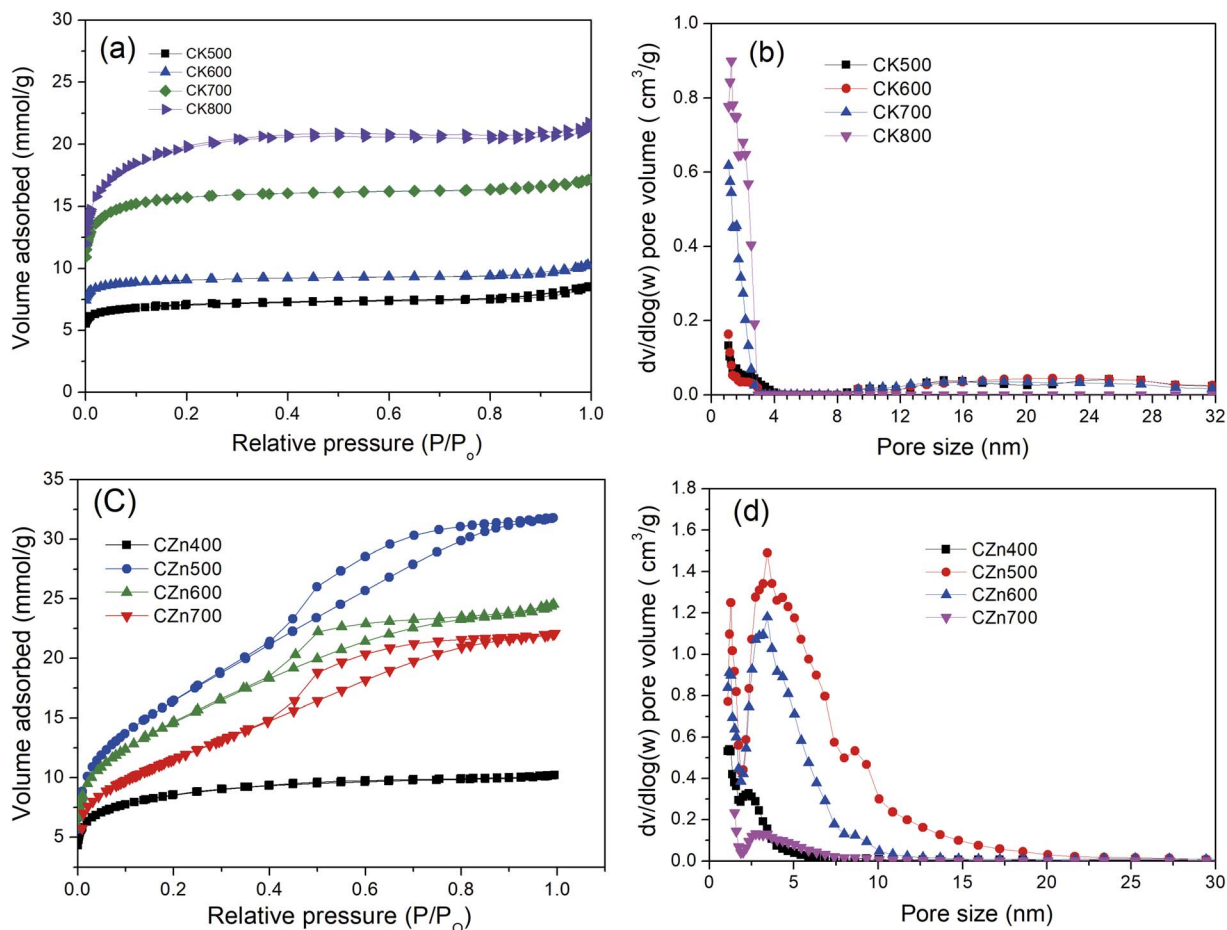 (a)
CK500
CK600
CK700
CK800
30
25
20
15
10
5
0
0.0 0.2 0.4 0.6 0.8 1.0
Volume adsorbed (mmol/g)
Relative pressure (P/Po)
(b)
CK500
CK600
CK700
CK800
1.0
0.8
0.6
0.4
0.2
0.0
0 4 8 12 16 20 24 28 32
dv/dlog(w) pore volume ( cm³/g)
Pore size (nm)
(C)
CZn400
CZn500
CZn600
CZn700
35
30
25
20
15
10
5
0.0 0.2 0.4 0.6 0.8 1.0
Volume adsorbed (mmol/g)
Relative pressure (P/PO)
(d)
CZn400
CZn500
CZn600
CZn700
1.8
1.6
1.4
1.2
1.0
0.8
0.6
0.4
0.2
0.0
0 5 10 15 20 25 30
dv/dlog(w) pore volume ( cm³/g)
Pore size (nm)